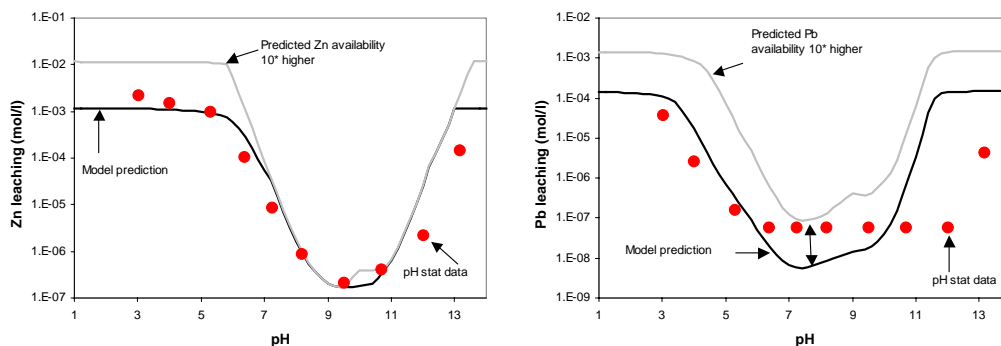 1.E-01
1.E-02
1.E-03
1.E-04
1.E-05
1.E-06
1.E-07
Zn leaching (mol/l)
Predicted Zn availability
10* higher
Model prediction
pH stat data
1 3 5 7 9 11 13
pH
1.E-02
1.E-03
1.E-04
1.E-05
1.E-06
1.E-07
1.E-08
1.E-09
Pb leaching (mol/l)
Predicted Pb
availability 10* higher
Model prediction
pH stat data
1 3 5 7 9 11 13
pH